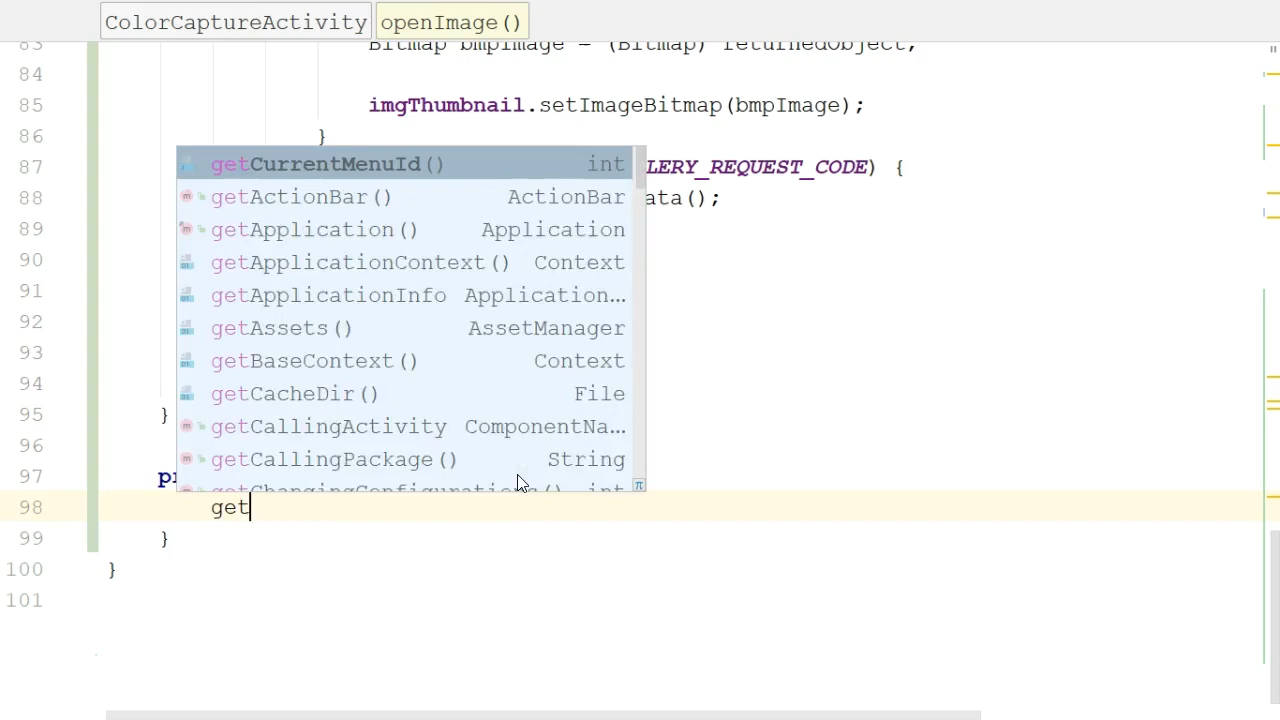 ColorCaptureActivity openImage()
83 Bitmap bmpImage = (Bitmap) returnedObject;
84
85 imgThumbnail.setImageBitmap(bmpImage);
86 }
87 LERY_REQUEST_CODE) {
88 ata();
89
90
91
92
93
94
95 }
96
97 pr
98 get
99 }
100 }
101
getCurrentMenuId() int
getActionBar() ActionBar
getApplication() Application
getApplicationContext() Context
getApplicationInfo Application...
getAssets() AssetManager
getBaseContext() Context
getCacheDir() File
getCallingActivity ComponentNa...
getCallingPackage() String
getChangingConfigurations() int
π